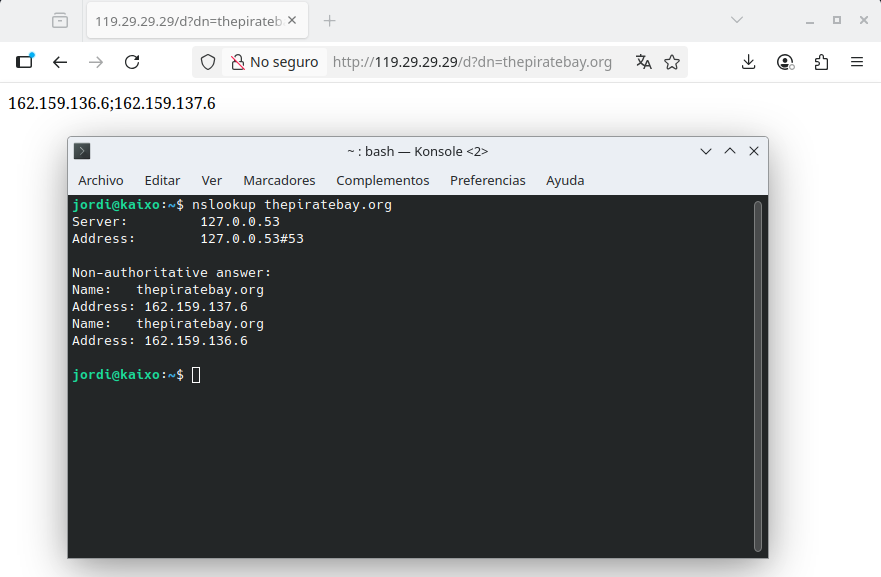 119.29.29.29/d?dn=thepirateb
No seguro
http://119.29.29.29/d?dn=thepiratebay.org
162.159.136.6;162.159.137.6
~ : bash — Konsole <2>
Archivo Editar Ver Marcadores Complementos Preferencias Ayuda
jordi@kaixo:~$ nslookup thepiratebay.org
Server: 127.0.0.53
Address: 127.0.0.53#53
Non-authoritative answer:
Name: thepiratebay.org
Address: 162.159.137.6
Name: thepiratebay.org
Address: 162.159.136.6
jordi@kaixo:~$